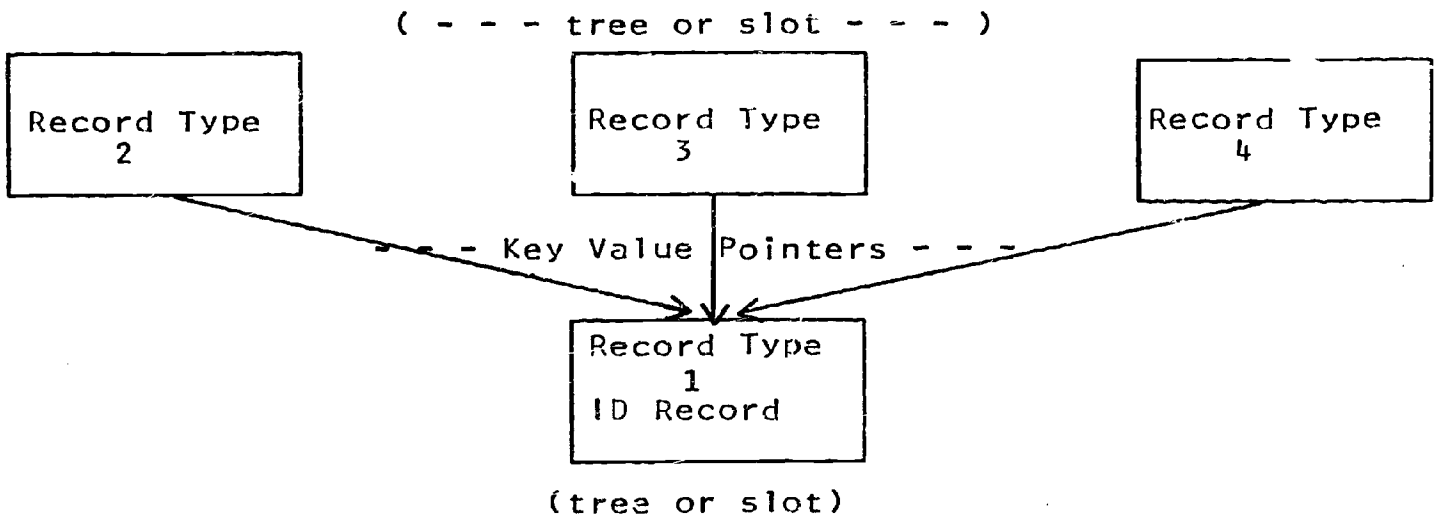 ( - - - tree or slot - - - )
Record Type
2
Record Type
3
Record Type
4
- - - Key Value Pointers - - -
Record Type
1
ID Record
(tree or slot)